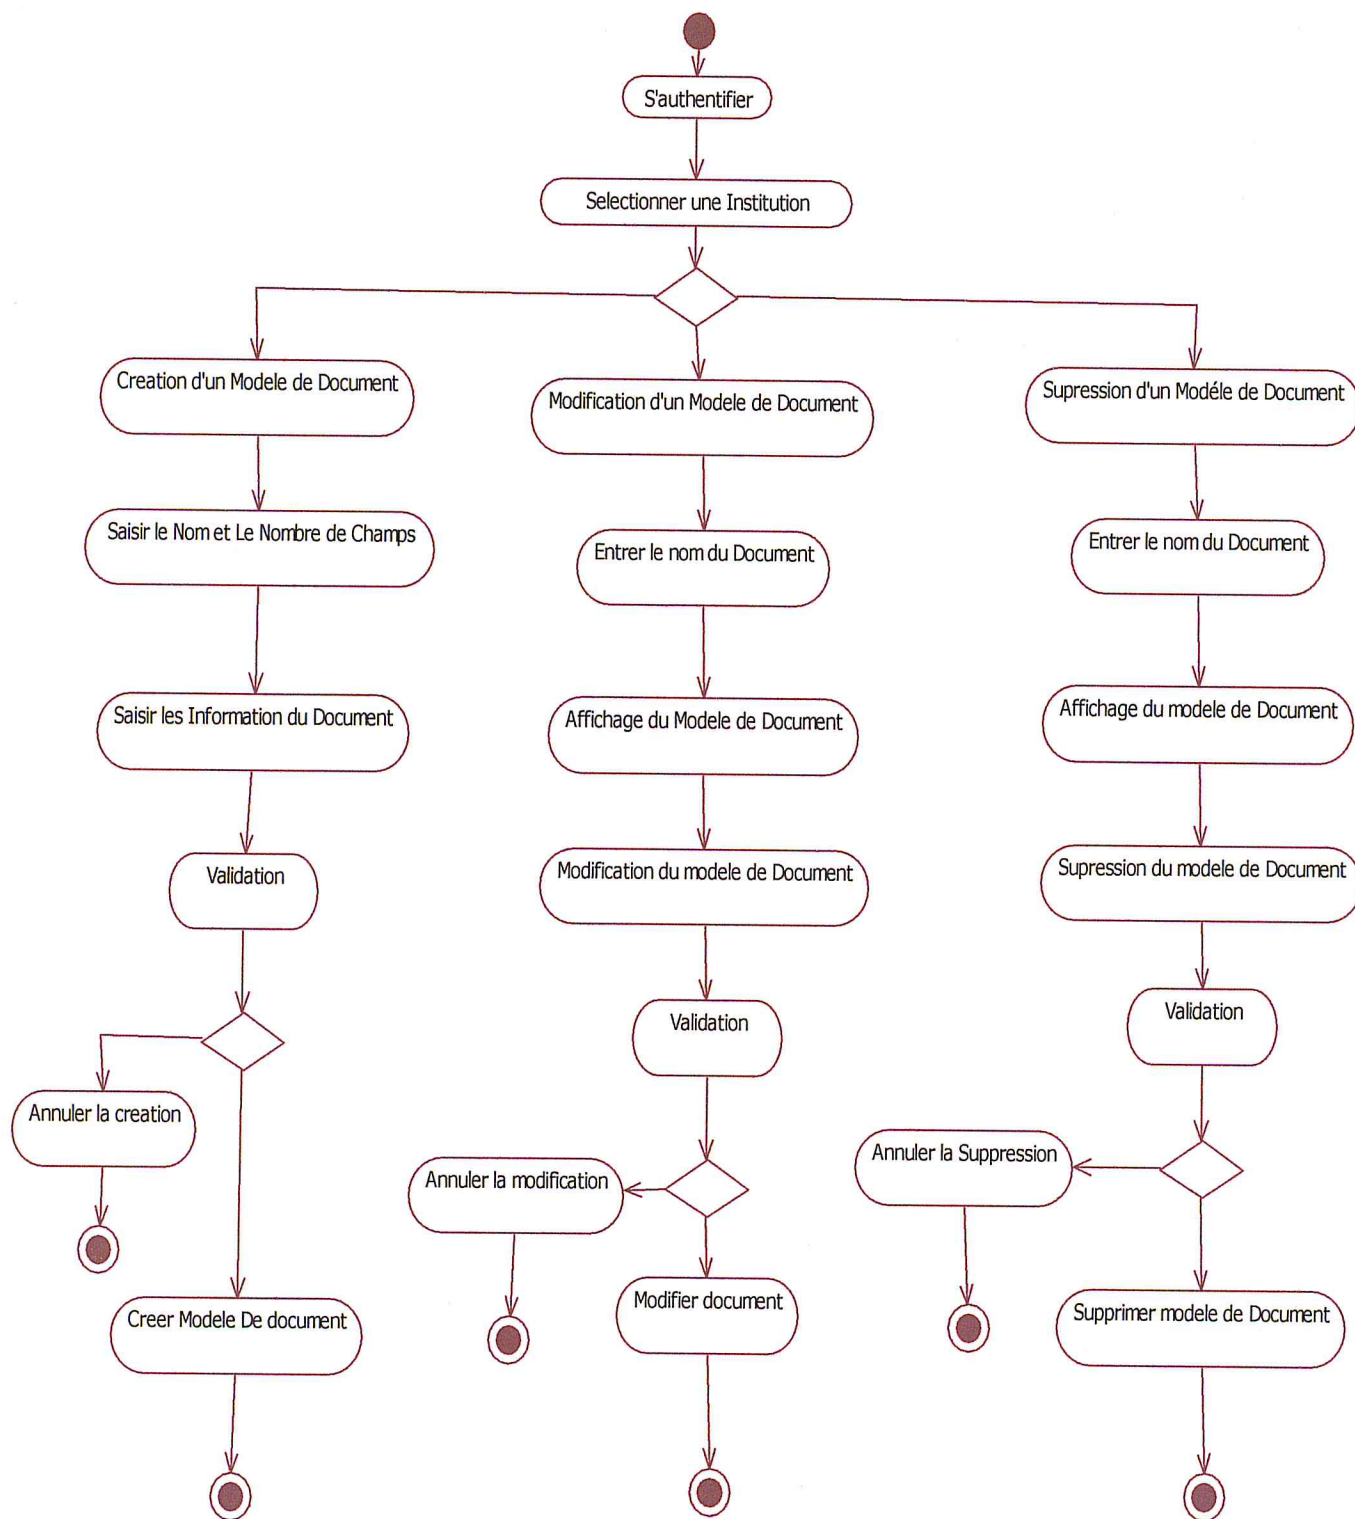 S'authentifier
Selectionner une Institution
Creation d'un Modele de Document
Modification d'un Modele de Document
Supression d'un Modéle de Document
Saisir le Nom et Le Nombre de Champs
Entrer le nom du Document
Entrer le nom du Document
Saisir les Information du Document
Affichage du Modele de Document
Affichage du modele de Document
Validation
Modification du modele de Document
Supression du modele de Document
Validation
Validation
Annuler la creation
Annuler la modification
Annuler la Suppression
Creer Modele De document
Modifier document
Supprimer modele de Document